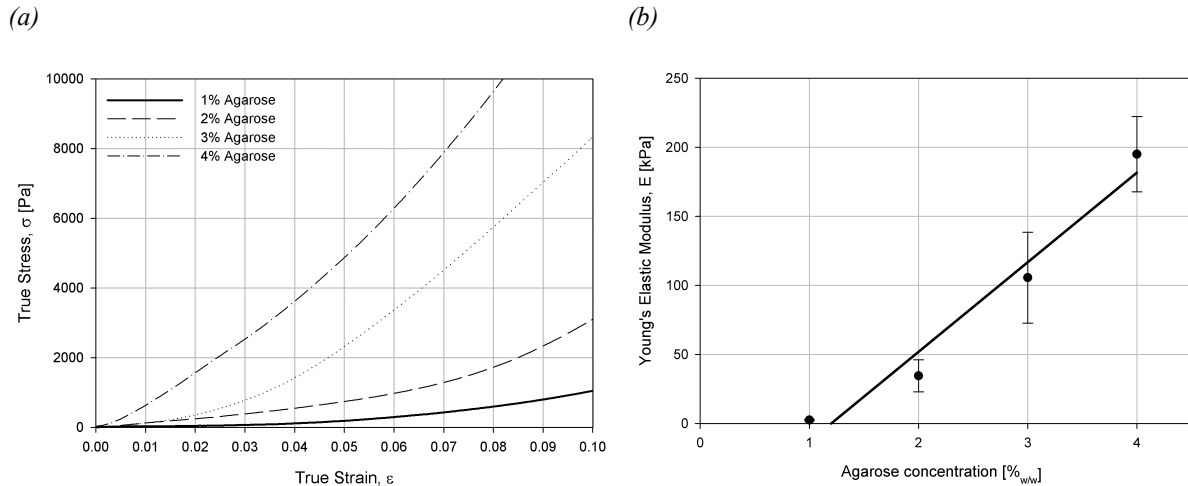 (a)
10000
8000
6000
4000
2000
0
True Stress, σ [Pa]
1% Agarose
2% Agarose
3% Agarose
4% Agarose
0.00 0.01 0.02 0.03 0.04 0.05 0.06 0.07 0.08 0.09 0.10
True Strain, ε
(b)
250
200
150
100
50
0
Young's Elastic Modulus, E [kPa]
0 1 2 3 4
Agarose concentration [%w/w]